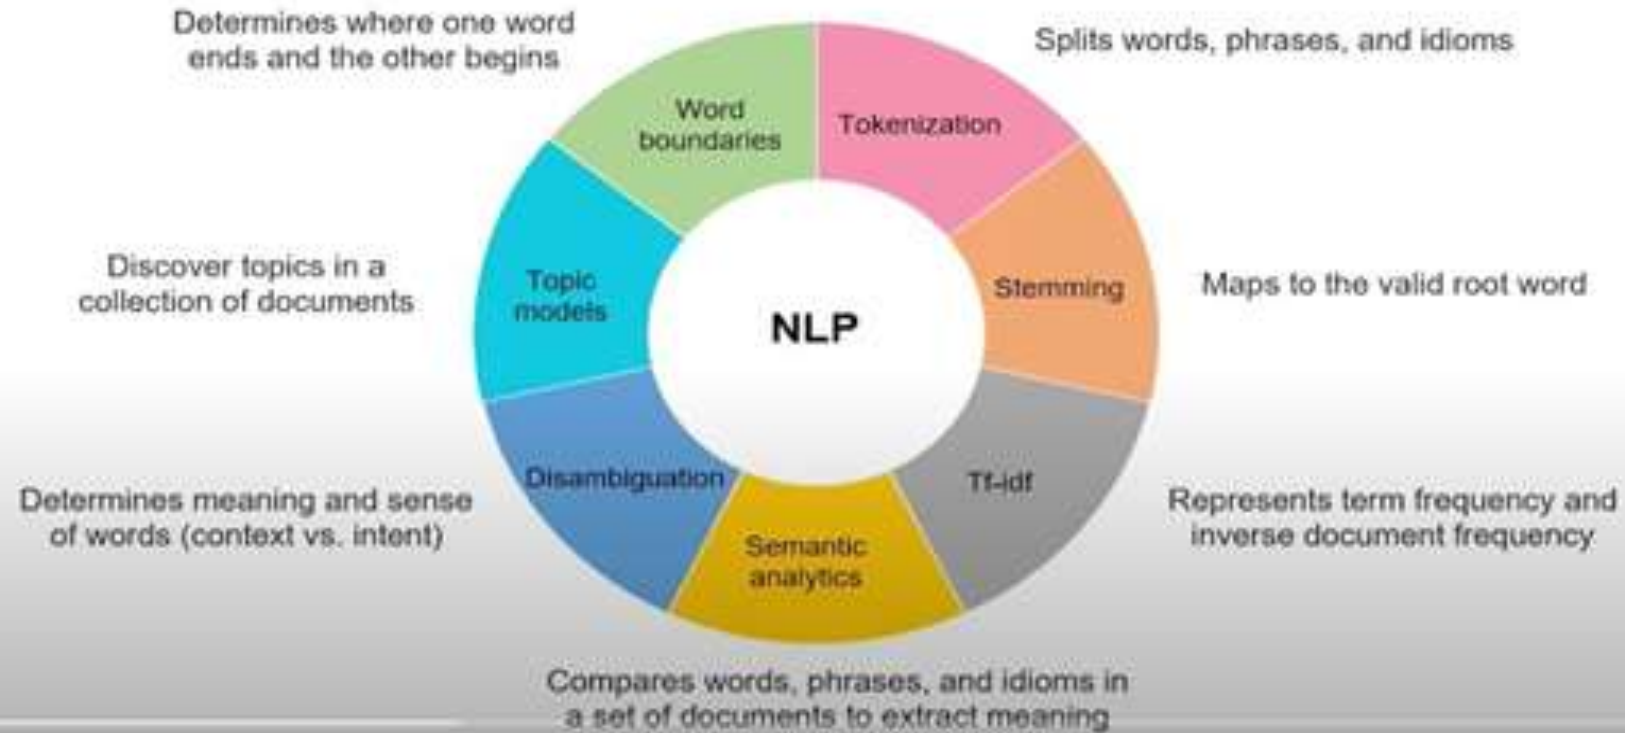 Determines where one word
ends and the other begins
Splits words, phrases, and idioms
Word
boundaries
Tokenization
Discover topics in a
collection of documents
Topic
models
NLP
Stemming
Maps to the valid root word
Determines meaning and sense
of words (context vs. intent)
Disambiguation
Tf-idf
Represents term frequency and
inverse document frequency
Semantic
analytics
Compares words, phrases, and idioms in
a set of documents to extract meaning